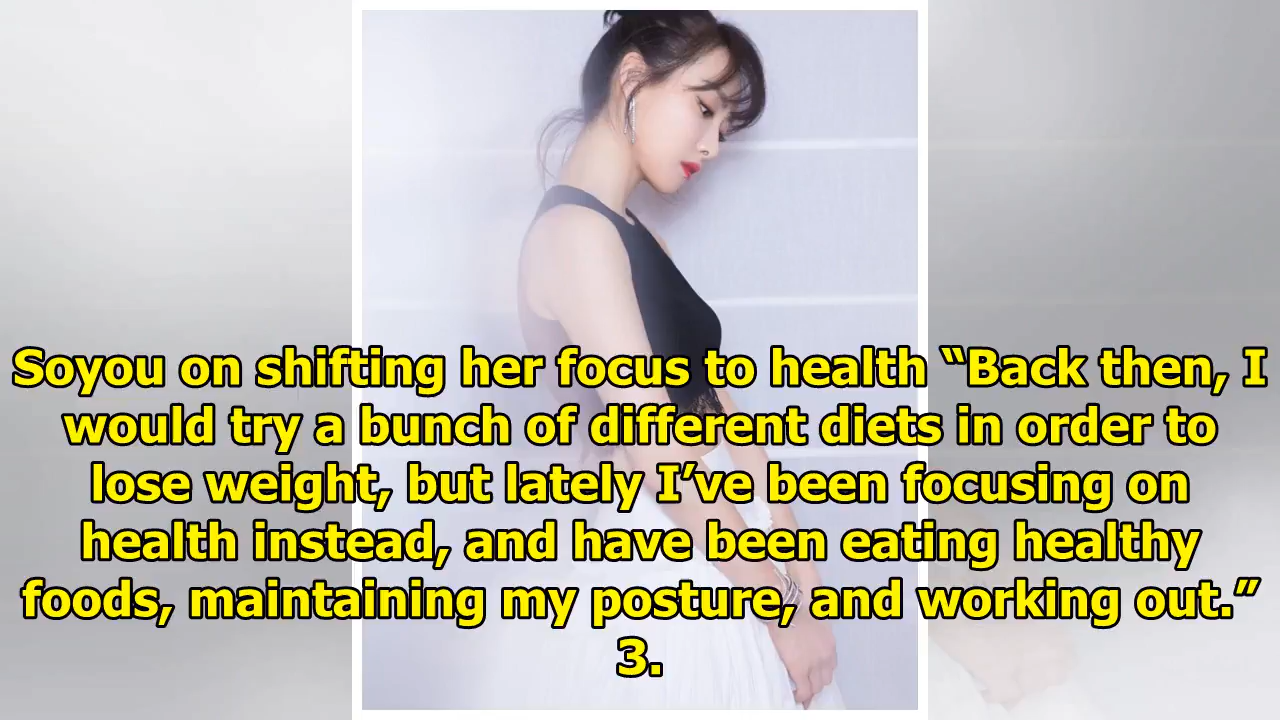 Soyou on shifting her focus to health “Back then, I
would try a bunch of different diets in order to
lose weight, but lately I’ve been focusing on
health instead, and have been eating healthy
foods, maintaining my posture, and working out.”
3.